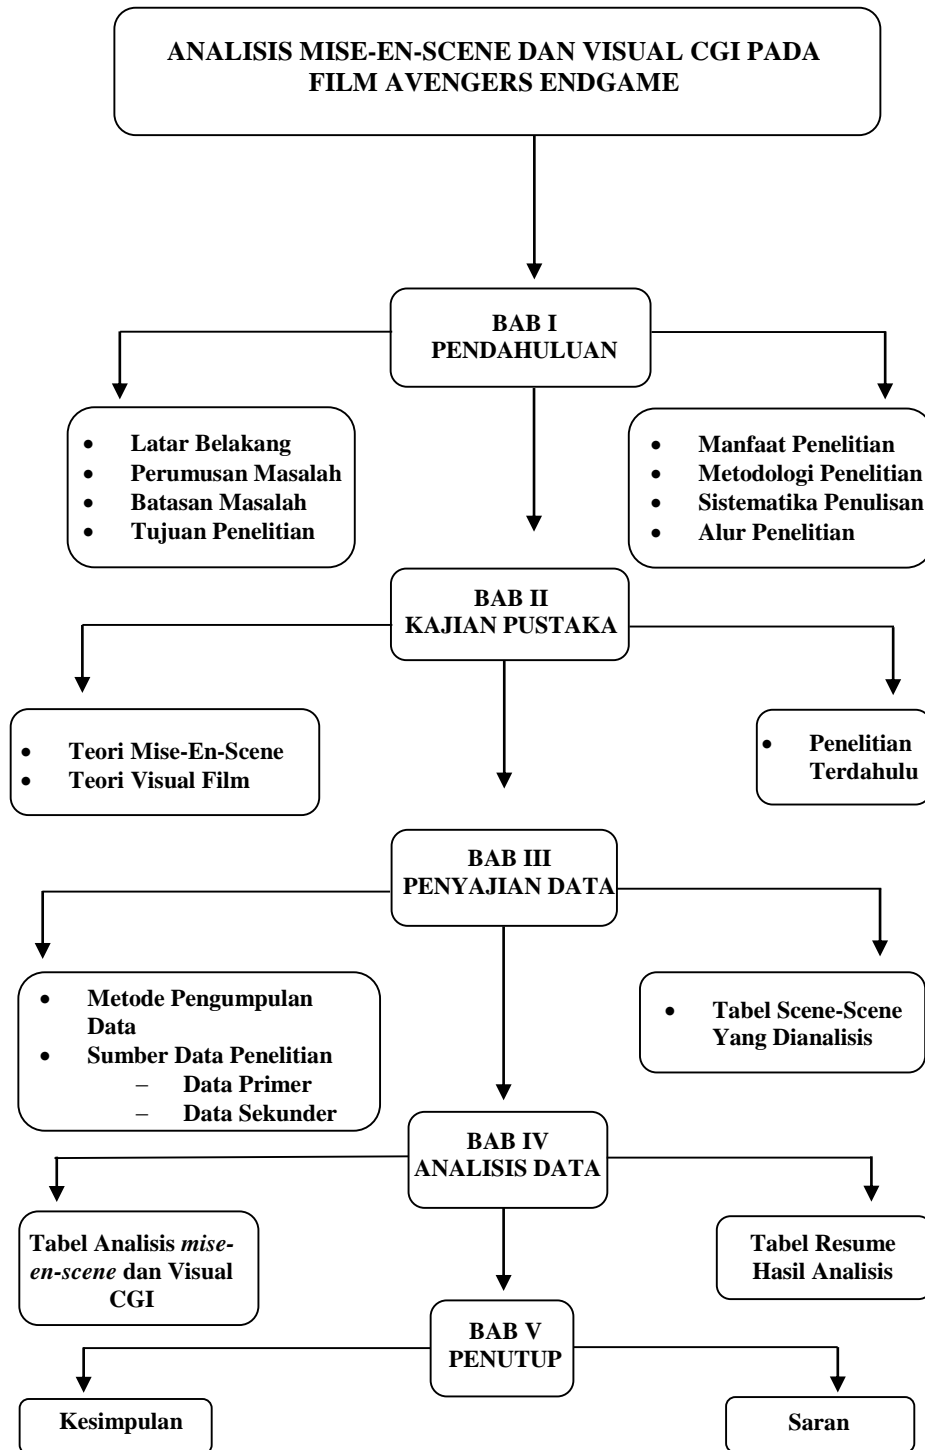 ANALISIS MISE-EN-SCENE DAN VISUAL CGI PADA
FILM AVENGERS ENDGAME
BAB I
PENDAHULUAN
• Latar Belakang
• Perumusan Masalah
• Batasan Masalah
• Tujuan Penelitian
• Manfaat Penelitian
• Metodologi Penelitian
• Sistematika Penulisan
• Alur Penelitian
BAB II
KAJIAN PUSTAKA
• Teori Mise-En-Scene
• Teori Visual Film
• Penelitian
Terdahulu
BAB III
PENYAJIAN DATA
• Metode Pengumpulan
Data
• Sumber Data Penelitian
– Data Primer
– Data Sekunder
• Tabel Scene-Scene
Yang Dianalisis
BAB IV
ANALISIS DATA
Tabel Analisis mise-
en-scene dan Visual
CGI
Tabel Resume
Hasil Analisis
BAB V
PENUTUP
Kesimpulan
Saran